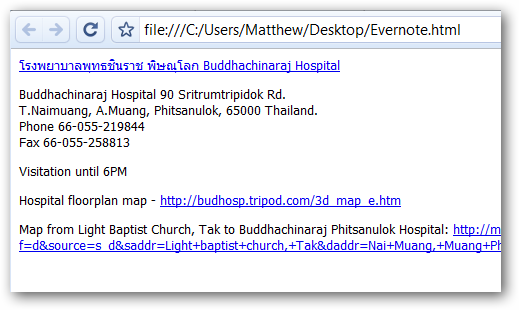 file:///C:/Users/Matthew/Desktop/Evernote.html
โรงพยาบาลพุทธชินราช พิษณุโลก Buddhachinaraj Hospital
Buddhachinaraj Hospital 90 Sritrumtripidok Rd.
T.Naimuang, A.Muang, Phitsanulok, 65000 Thailand.
Phone 66-055-219844
Fax 66-055-258813
Visitation until 6PM
Hospital floorplan map - http://budhosp.tripod.com/3d_map_e.htm
Map from Light Baptist Church, Tak to Buddhachinaraj Phitsanulok Hospital: http://m
f=d&source=s_d&saddr=Light+baptist+church,+Tak&daddr=Nai+Muang,+Muang+Ph